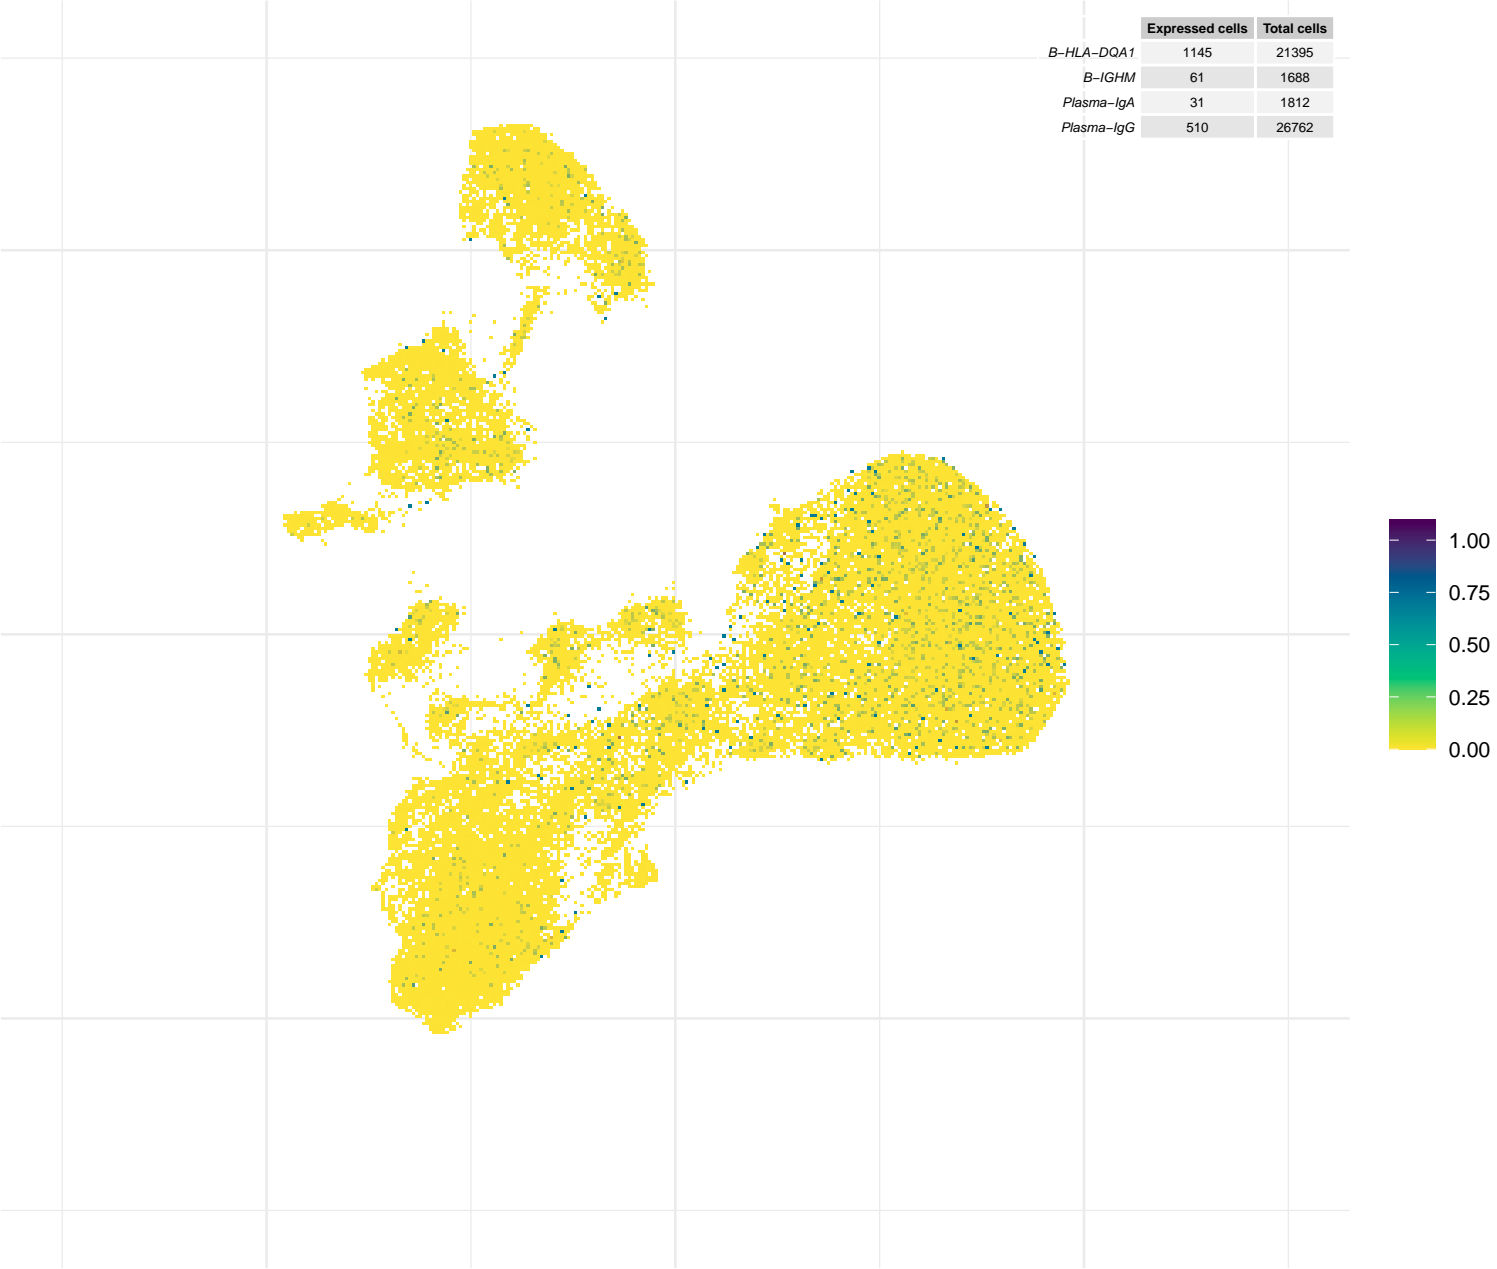 Expressed cells Total cells
B−HLA−DQA1 1145 21395
B−IGHM 61 1688
Plasma−IgA 31 1812
Plasma−IgG 510 26762
1.00
0.75
0.50
0.25
0.00